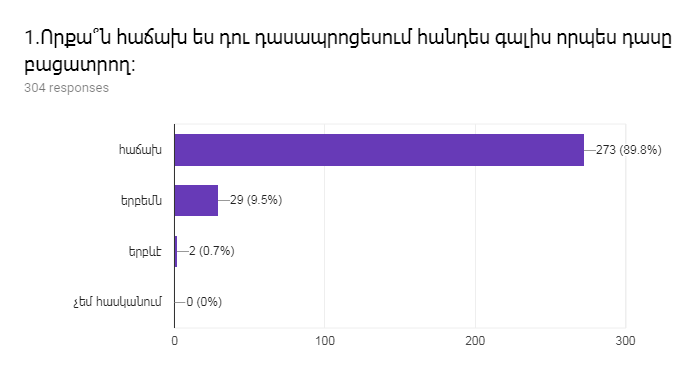 1.Որքա՞ն հաճախ ես դու դասապրոցեսում հանդես գալիս որպես դասը
բացատրող:
304 responses
հաճախ
273 (89.8%)
երբեմն
29 (9.5%)
երբևէ
2 (0.7%)
չեմ հասկանում
0 (0%)
0 100 200 300